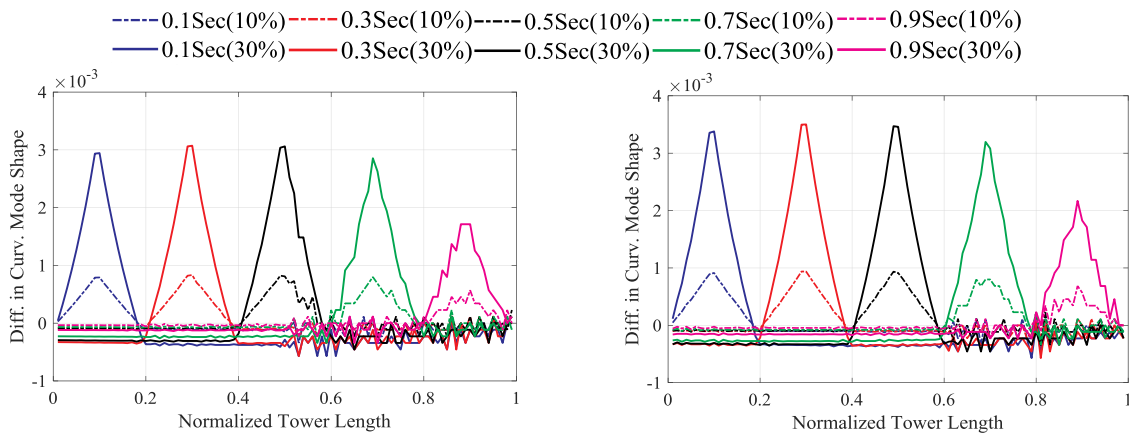 0.1Sec(10%) 0.3Sec(10%) 0.5Sec(10%) 0.7Sec(10%) 0.9Sec(10%)
0.1Sec(30%) 0.3Sec(30%) 0.5Sec(30%) 0.7Sec(30%) 0.9Sec(30%)
×10⁻³
4
3
2
1
0
-1
Diff. in Curv. Mode Shape
0 0.2 0.4 0.6 0.8 1
Normalized Tower Length
×10⁻³
4
3
2
1
0
-1
Diff. in Curv. Mode Shape
0 0.2 0.4 0.6 0.8 1
Normalized Tower Length